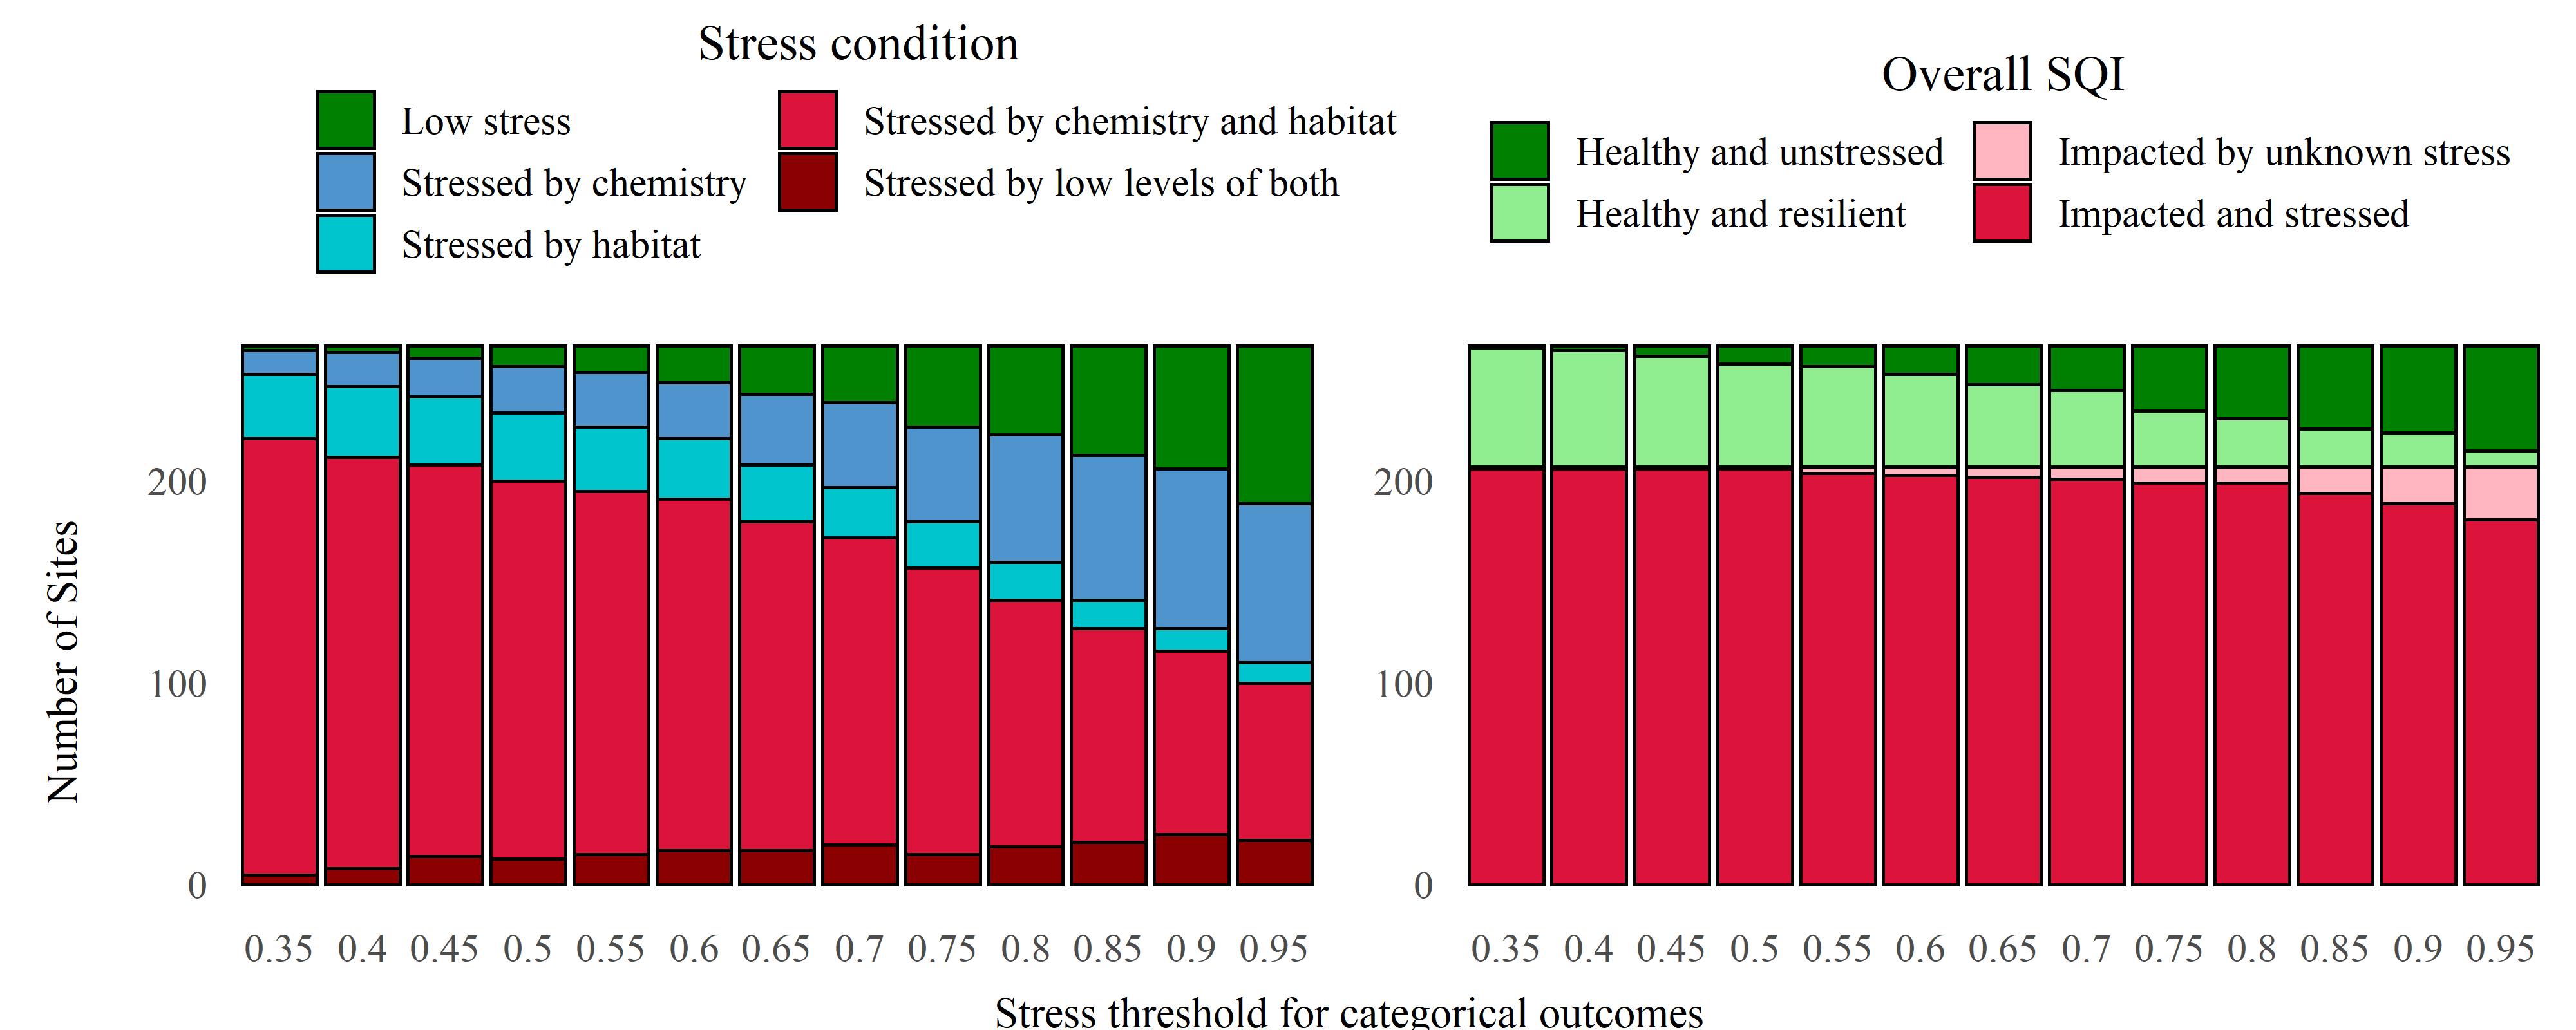 Stress condition
Low stress
Stressed by chemistry
Stressed by habitat
Stressed by chemistry and habitat
Stressed by low levels of both
Overall SQI
Healthy and unstressed
Healthy and resilient
Impacted by unknown stress
Impacted and stressed
Number of Sites
200
100
0
0.35 0.4 0.45 0.5 0.55 0.6 0.65 0.7 0.75 0.8 0.85 0.9 0.95
200
100
0
0.35 0.4 0.45 0.5 0.55 0.6 0.65 0.7 0.75 0.8 0.85 0.9 0.95
Stress threshold for categorical outcomes